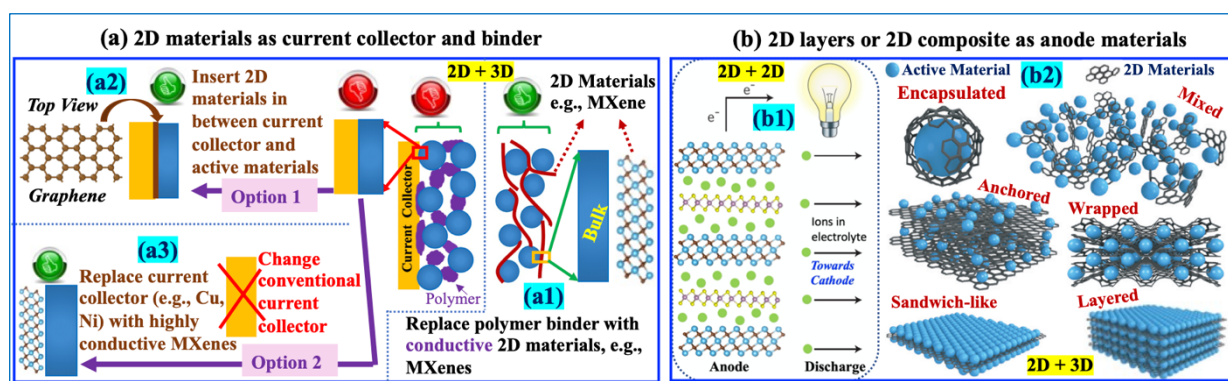 (a) 2D materials as current collector and binder
(a2)
Top View
Graphene
Insert 2D
materials in
between current
collector and
active materials
Option 1
2D + 3D
Current Collector
Polymer
2D Materials
e.g., MXene
Bulk
(a1)
Replace polymer binder with
conductive 2D materials, e.g.,
MXenes
(a3)
Replace current
collector (e.g., Cu,
Ni) with highly
conductive MXenes
Change
conventional
current
collector
Option 2
(b) 2D layers or 2D composite as anode materials
2D + 2D
e-
e-
(b1)
Ions in
electrolyte
Towards
Cathode
Anode
Discharge
Active Material
(b2)
2D Materials
Encapsulated
Mixed
Anchored
Wrapped
Sandwich-like
Layered
2D + 3D